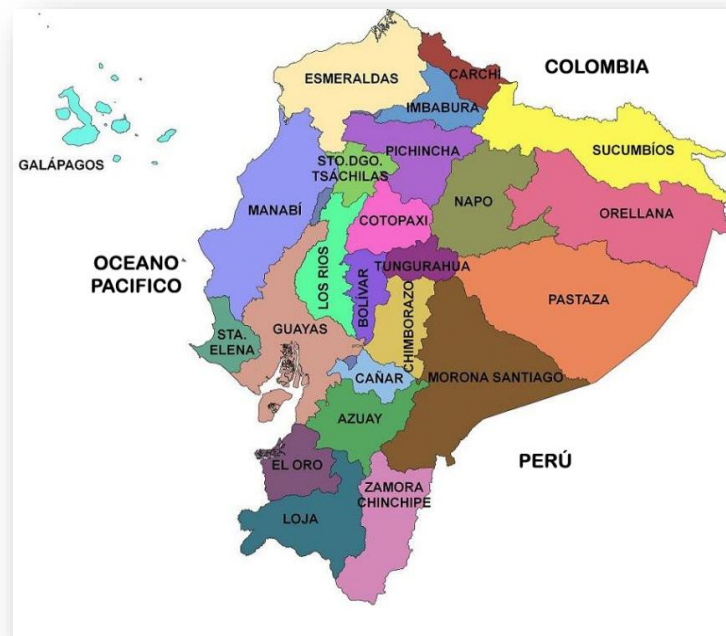 COLOMBIA
ESMERALDAS
CARCHI
IMBABURA
GALÁPAGOS
STO.DGO.
TSÁCHILAS
PICHINCHA
SUCUMBÍOS
MANABÍ
COTOPAXI
NAPO
ORELLANA
OCEANO
PACIFICO
LOS RIOS
BOLÍVAR
TUNGURAHUA
CHIMBORAZO
PASTAZA
STA.
ELENA
GUAYAS
CAÑAR
MORONA SANTIAGO
AZUAY
PERÚ
EL ORO
ZAMORA
CHINCHIPE
LOJA